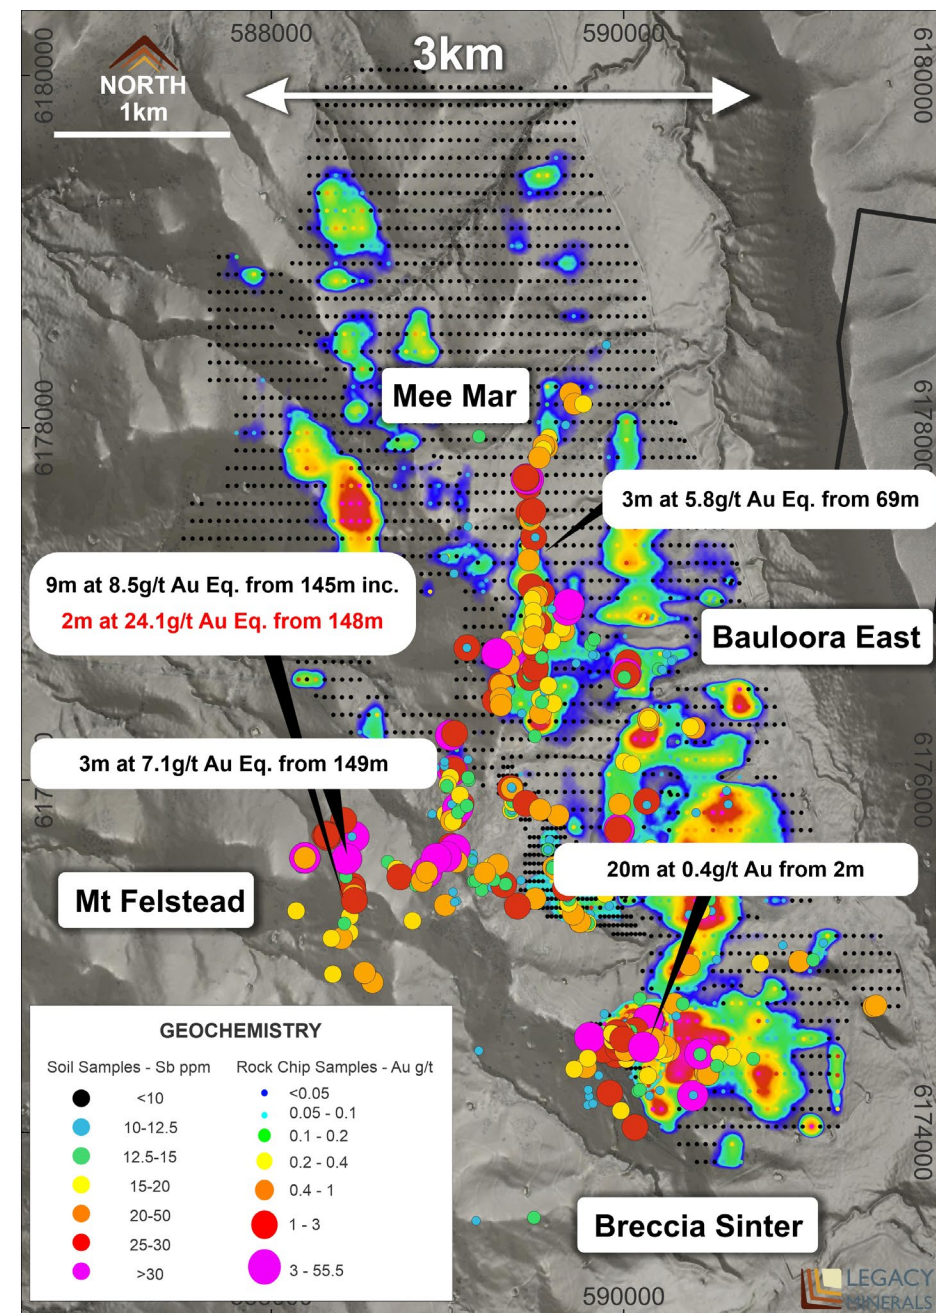 588000
590000
6180000
6180000
3km
NORTH
1km
Mee Mar
6178000
6178000
3m at 5.8g/t Au Eq. from 69m
9m at 8.5g/t Au Eq. from 145m inc.
2m at 24.1g/t Au Eq. from 148m
Bauloora East
3m at 7.1g/t Au Eq. from 149m
6176000
20m at 0.4g/t Au from 2m
Mt Felstead
GEOCHEMISTRY
Soil Samples - Sb ppm
<10
10-12.5
12.5-15
15-20
20-50
25-30
>30
Rock Chip Samples - Au g/t
<0.05
0.05 - 0.1
0.1 - 0.2
0.2 - 0.4
0.4 - 1
1 - 3
3 - 55.5
6174000
Breccia Sinter
590000
LEGACY
MINERALS